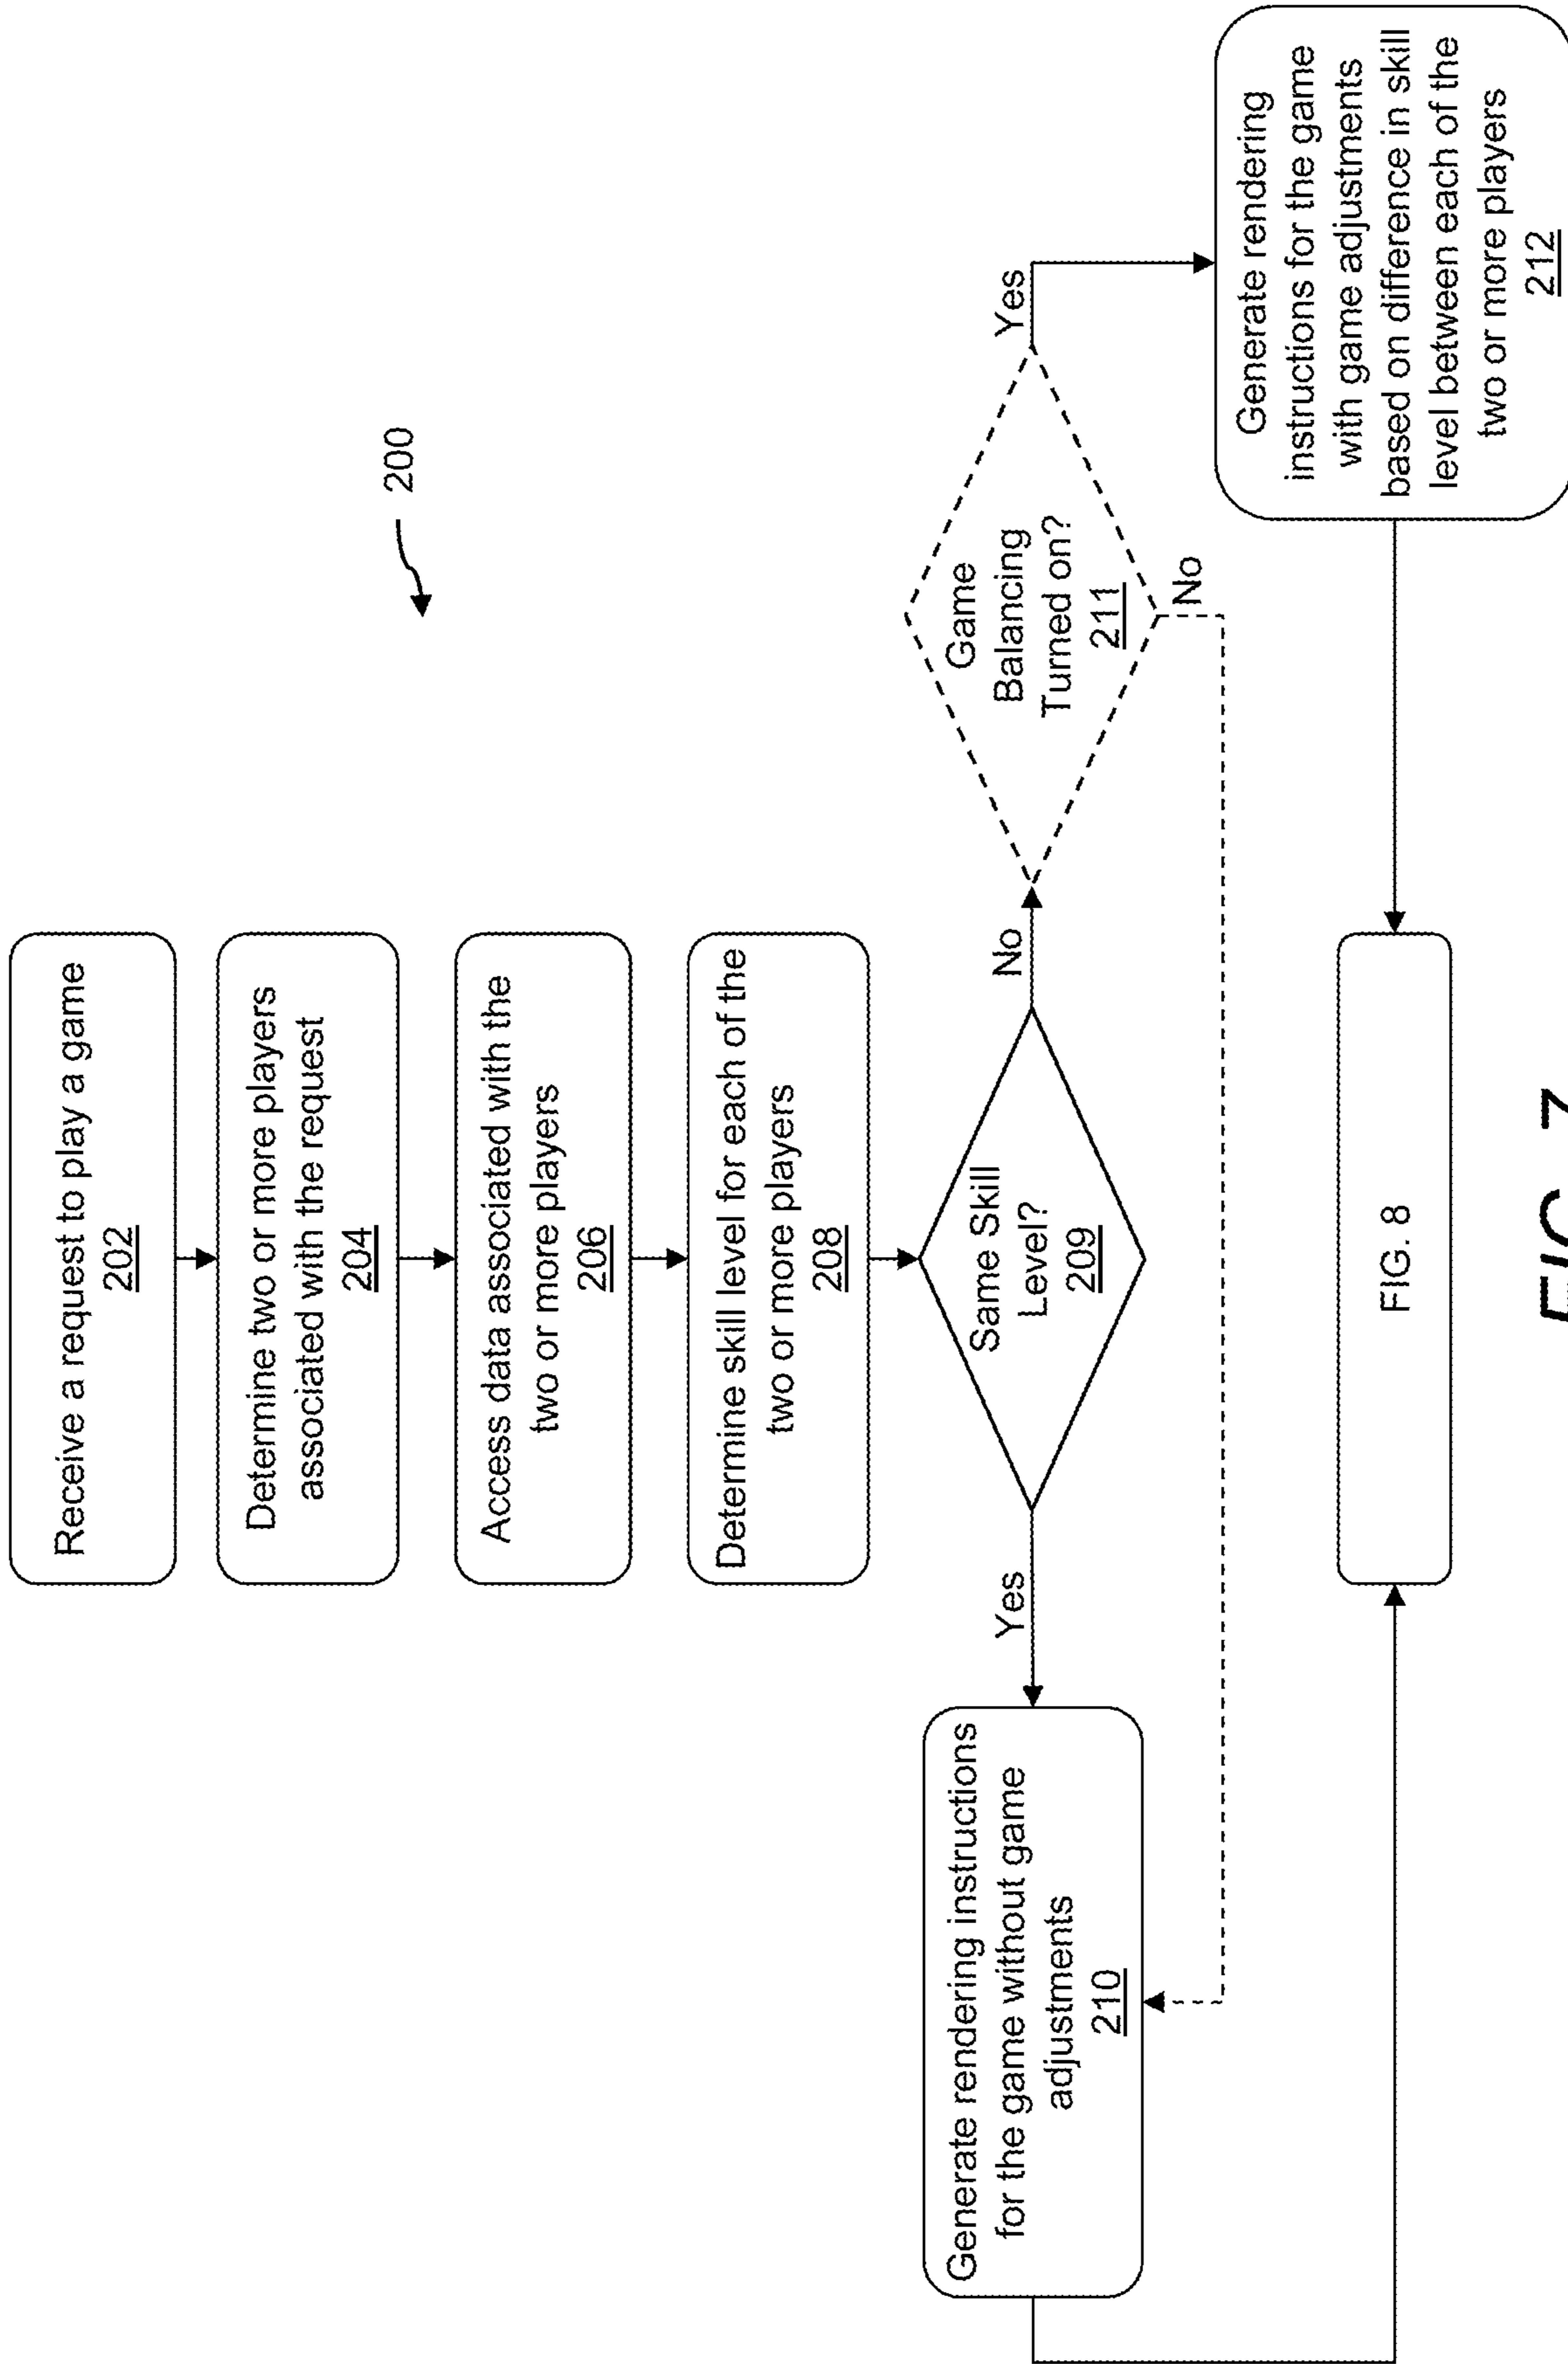 200
Receive a request to play a game
202
Determine two or more players
associated with the request
204
Access data associated with the
two or more players
206
Determine skill level for each of the
two or more players
208
Same Skill
Level?
209
Yes
No
Generate rendering instructions
for the game without game
adjustments
210
Game
Balancing
Turned on?
211
Yes
No
Generate rendering
instructions for the game
with game adjustments
based on difference in skill
level between each of the
two or more players
212
FIG. 8
FIG. 7